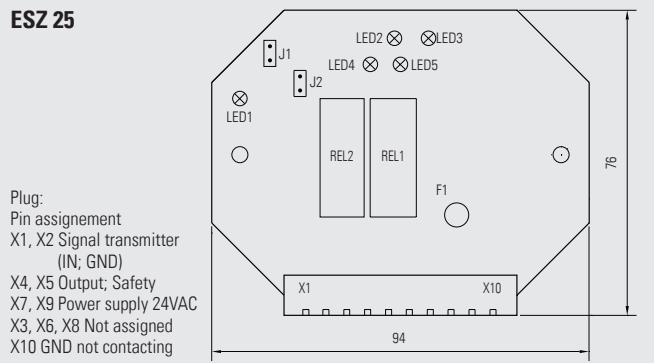 ESZ 25
LED2 LED3
J1
LED4 LED5
J2
LED1
REL2 REL1
76
F1
Plug:
Pin assignement
X1, X2 Signal transmitter
(IN; GND)
X4, X5 Output; Safety
X7, X9 Power supply 24VAC
X3, X6, X8 Not assigned
X10 GND not contacting
X1 X10
94